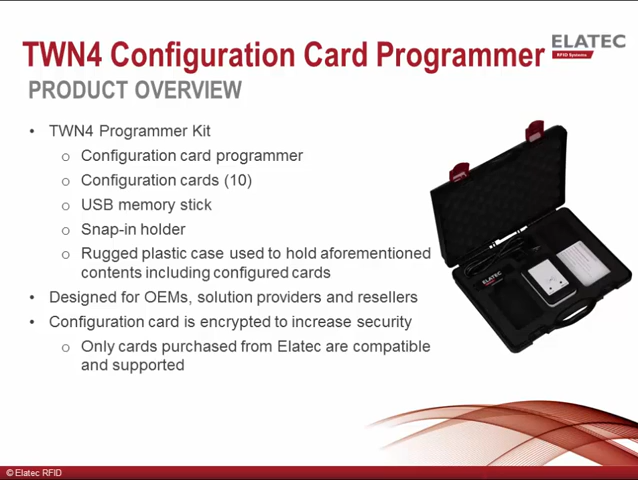 TWN4 Configuration Card Programmer
ELATEC
RFID Systems
PRODUCT OVERVIEW
• TWN4 Programmer Kit
o Configuration card programmer
o Configuration cards (10)
o USB memory stick
o Snap-in holder
o Rugged plastic case used to hold aforementioned
contents including configured cards
• Designed for OEMs, solution providers and resellers
• Configuration card is encrypted to increase security
o Only cards purchased from Elatec are compatible
and supported
ELATEC
© Elatec RFID